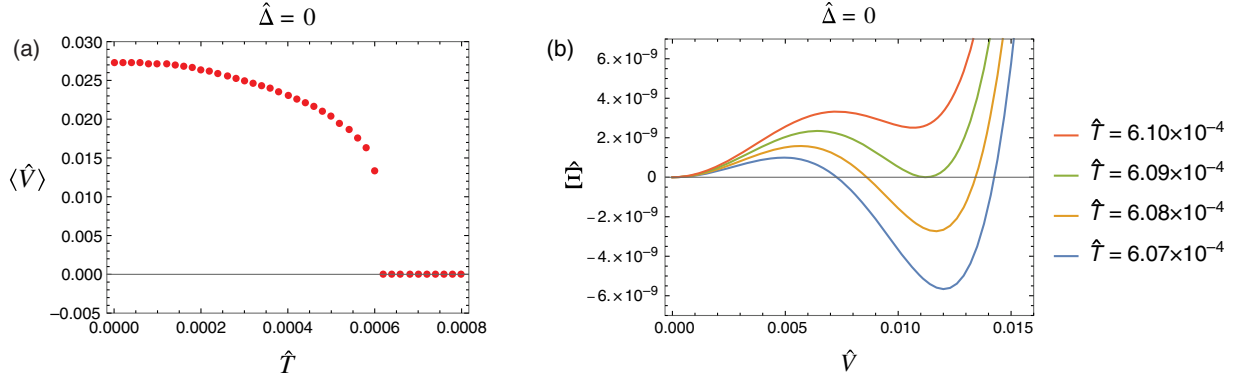 Δ̂ = 0
(a)
0.030
0.025
0.020
0.015
0.010
0.005
0.000
−0.005
⟨V̂⟩
0.0000 0.0002 0.0004 0.0006 0.0008
T̂
Δ̂ = 0
(b)
6.×10⁻⁹
4.×10⁻⁹
2.×10⁻⁹
0
−2.×10⁻⁹
−4.×10⁻⁹
−6.×10⁻⁹
[Ξ]
0.000 0.005 0.010 0.015
V̂
T̂ = 6.10×10⁻⁴
T̂ = 6.09×10⁻⁴
T̂ = 6.08×10⁻⁴
T̂ = 6.07×10⁻⁴